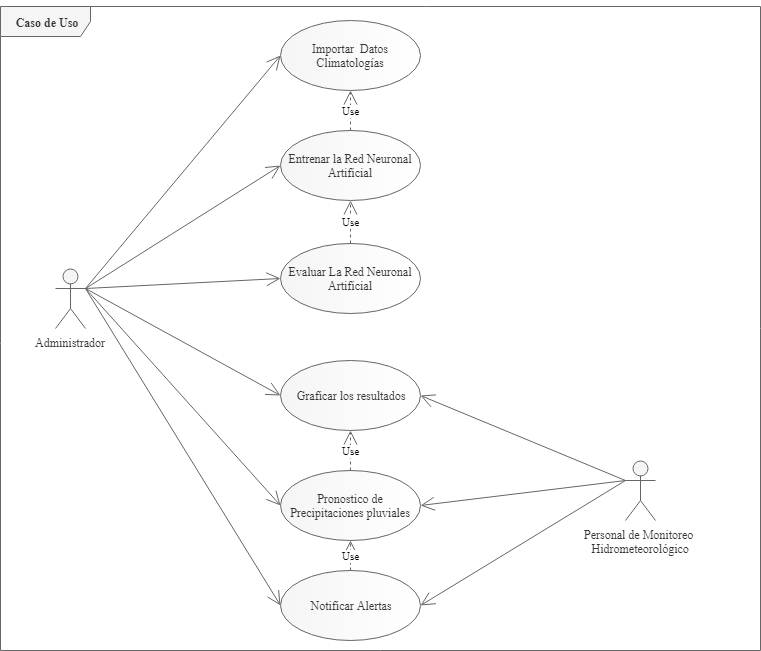 Caso de Uso
Importar Datos
Climatologías
Use
Entrenar la Red Neuronal
Artificial
Use
Evaluar La Red Neuronal
Artificial
Administrador
Graficar los resultados
Use
Pronostico de
Precipitaciones pluviales
Use
Notificar Alertas
Personal de Monitoreo
Hidrometeorológico